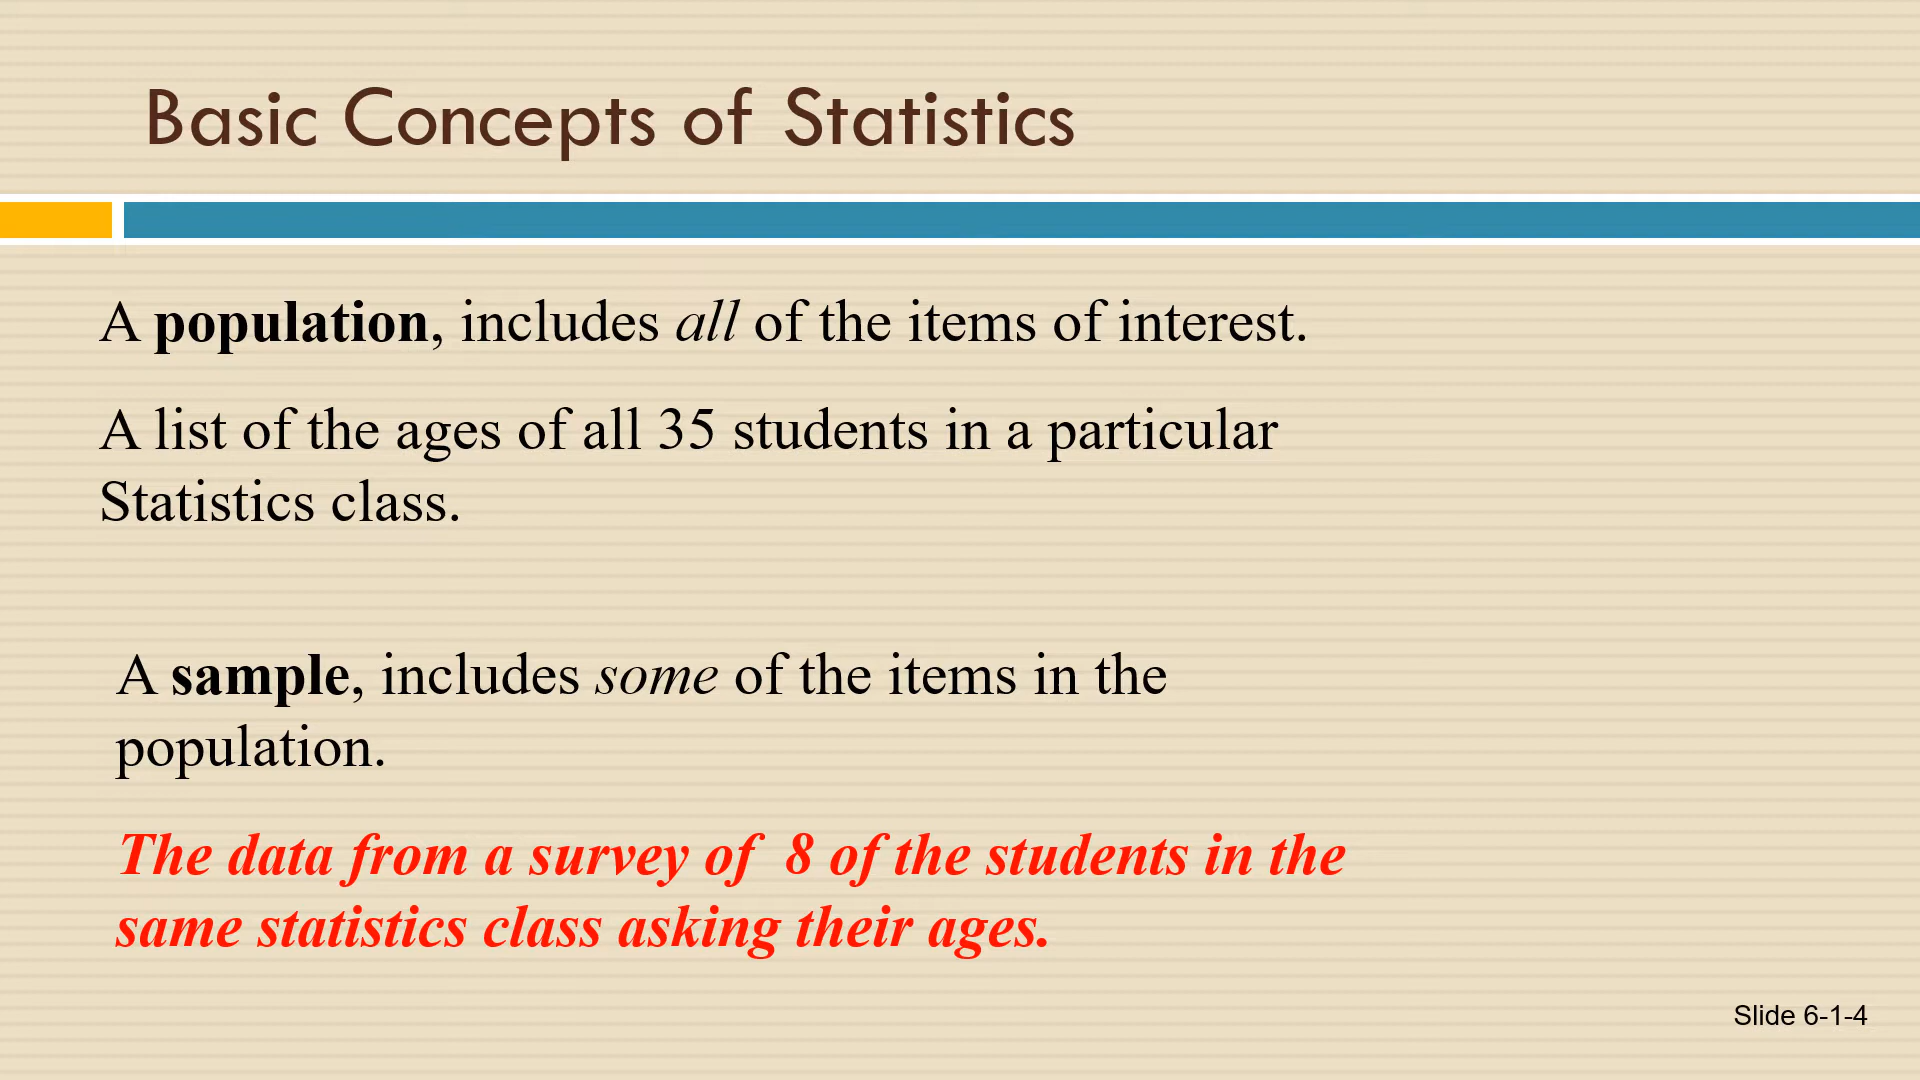 Basic Concepts of Statistics
A population, includes all of the items of interest.
A list of the ages of all 35 students in a particular
Statistics class.
A sample, includes some of the items in the
population.
The data from a survey of  8 of the students in the
same statistics class asking their ages.
Slide 6-1-4